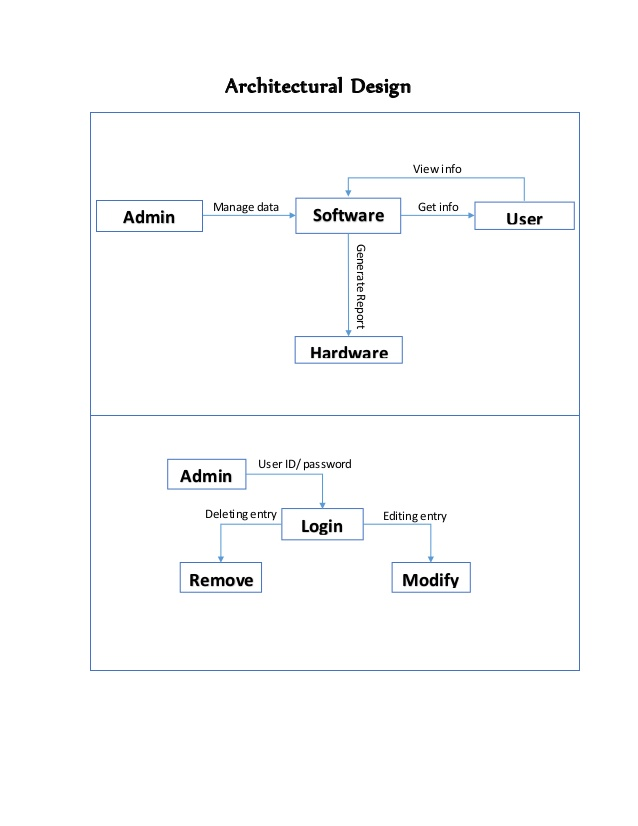 Architectural Design
View info
Admin
Manage data
Software
Get info
User
Generate Report
Hardware
Admin
User ID/ password
Deleting entry
Login
Editing entry
Remove
Modify